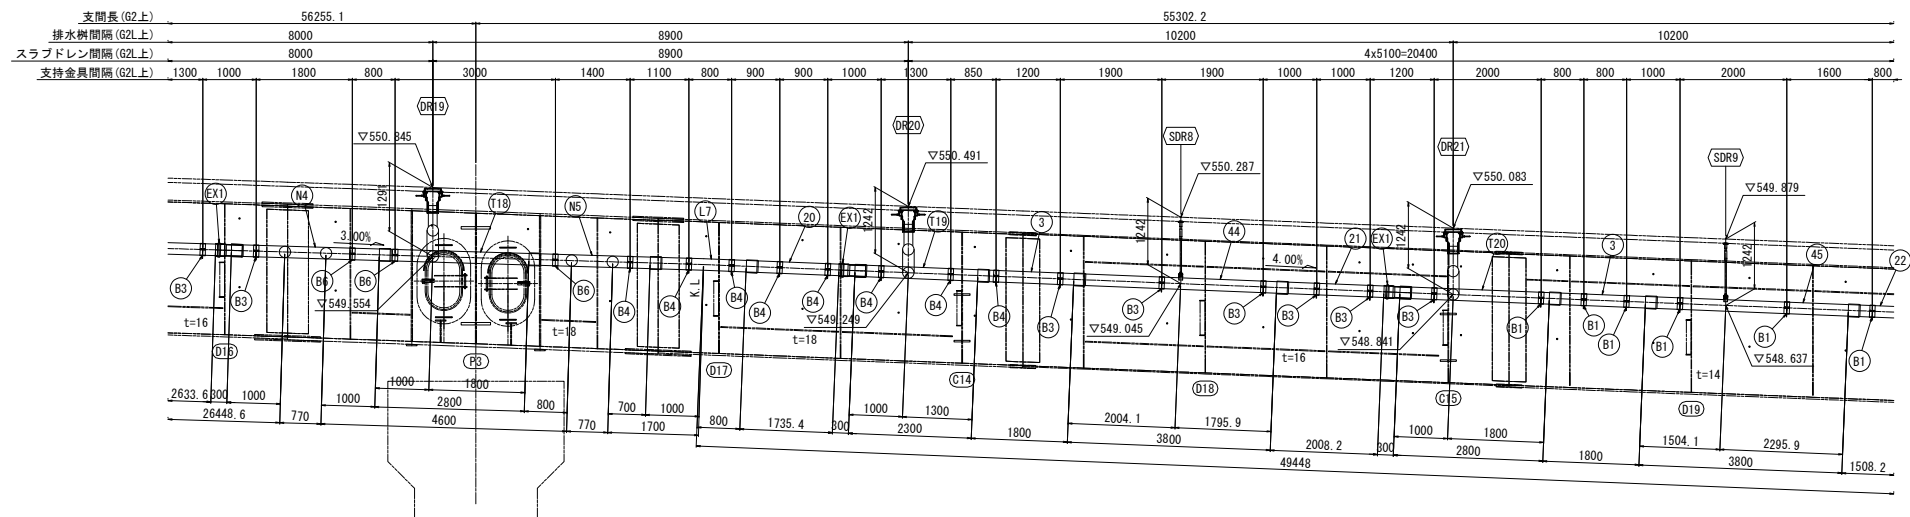 支間長(G2上) 56255.1 55302.2
排水桝間隔(G2L上) 8000 8900 10200 10200
スラブドレン間隔(G2L上) 8000 8900 4x5100=20400
支持金具間隔(G2L上) 1300 1000 1800 800 3000 1400 1100 800 900 900 1000 1300 850 1200 1900 1900 1000 1000 1200 2000 800 800 1000 2000 1600 800
DR19 DR20 SDR8 DR21 SDR9
▽550.845 ▽550.491 ▽550.287 ▽550.083 ▽549.879
1291 1242 1242 1242 1242
EX1 N4 T18 N5 L7 20 EX1 T19 3 44 21 EX1 T20 3 45 22
3.00% 4.00%
B3 B3 B6 B6 B6 B4 B4 K.L B4 B4 B4 B4 B4 B4 B3 B3 B3 B3 B3 B3 B1 B1 B1 B1 B1 B1
▽549.554 ▽549.249 ▽549.045 ▽548.841 ▽548.637
t=16 t=18 t=18 t=16 t=14
D16 P3 D17 C14 D18 C15 D19
2633.6 300 1000 1000 1000 1800 2800 800 700 1000 800 1735.4 300 1000 1300 2300 1800 2004.1 1795.9 3800 2008.2 300 1000 1800 2800 1800 1504.1 2295.9 3800 1508.2
26448.6 770 4600 770 1700
49448